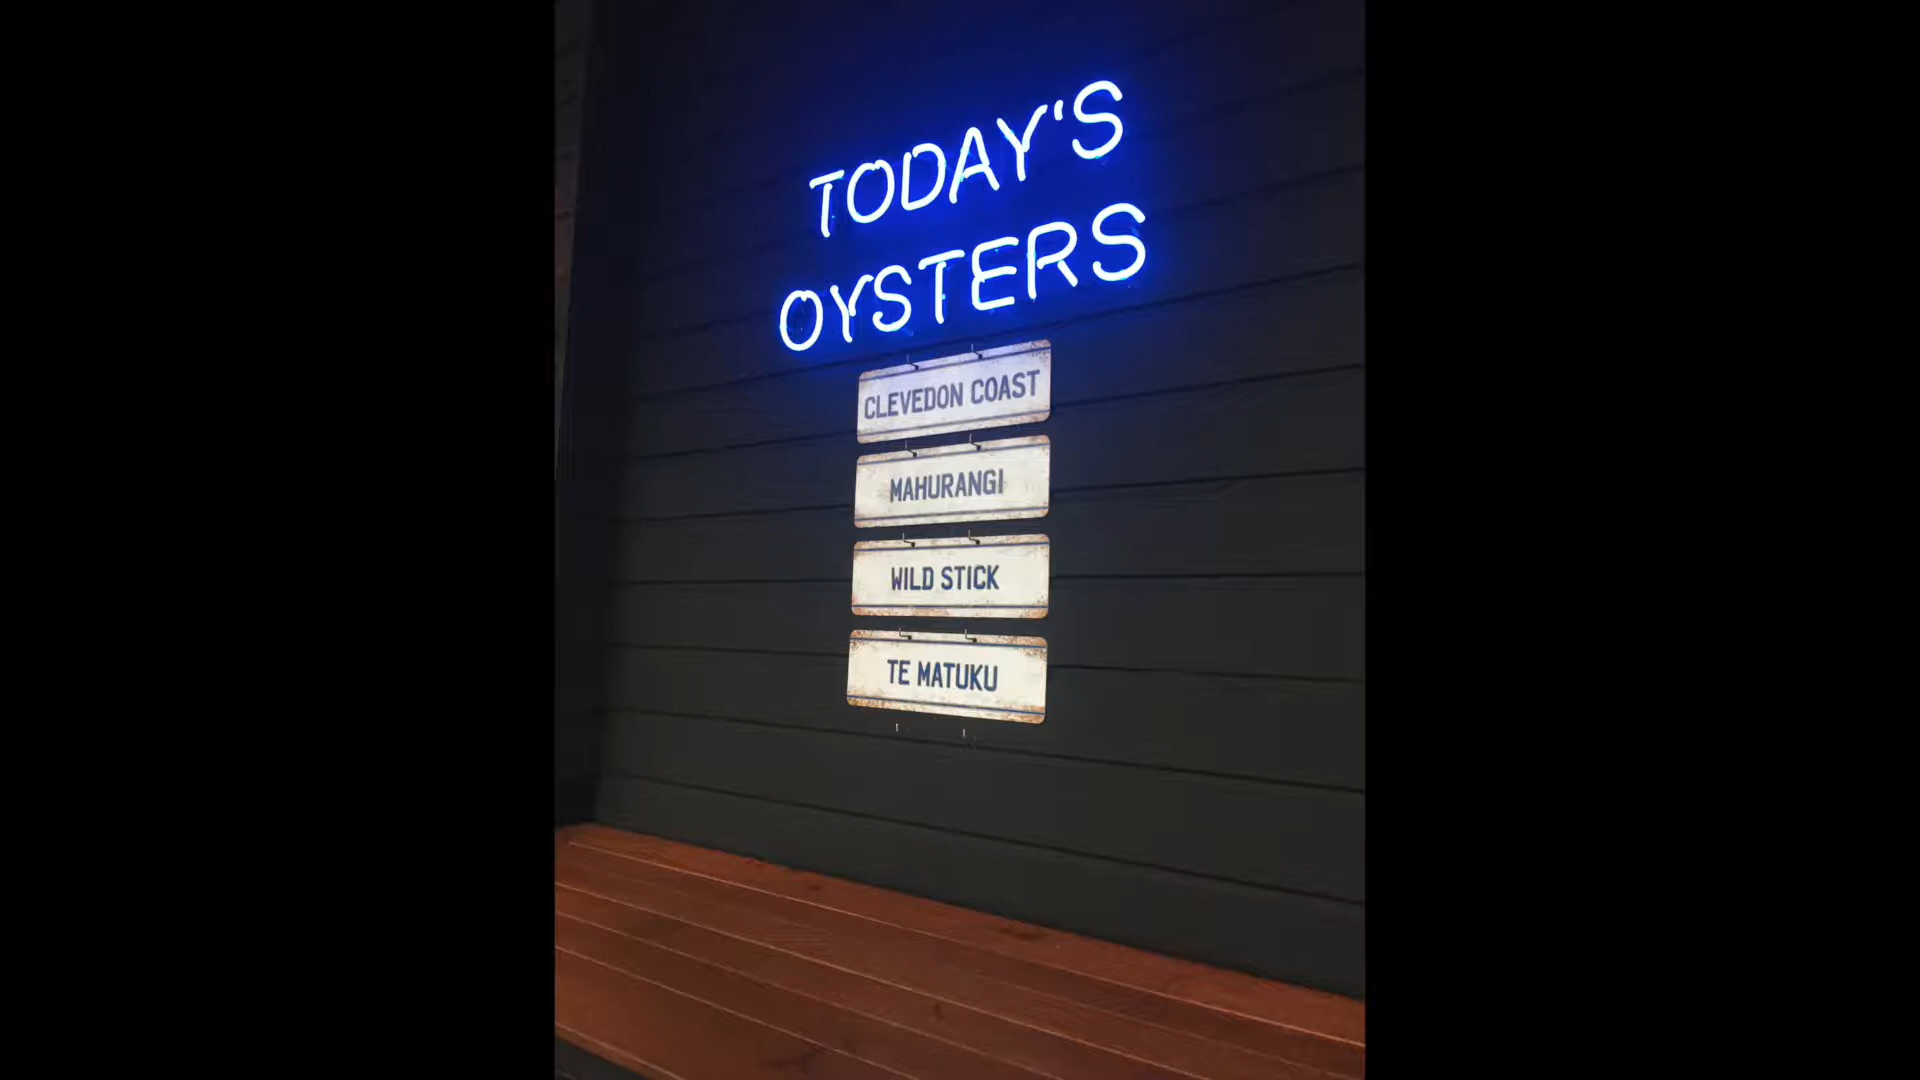 TODAY'S
OYSTERS
CLEVEDON COAST
MAHURANGI
WILD STICK
TE MATUKU